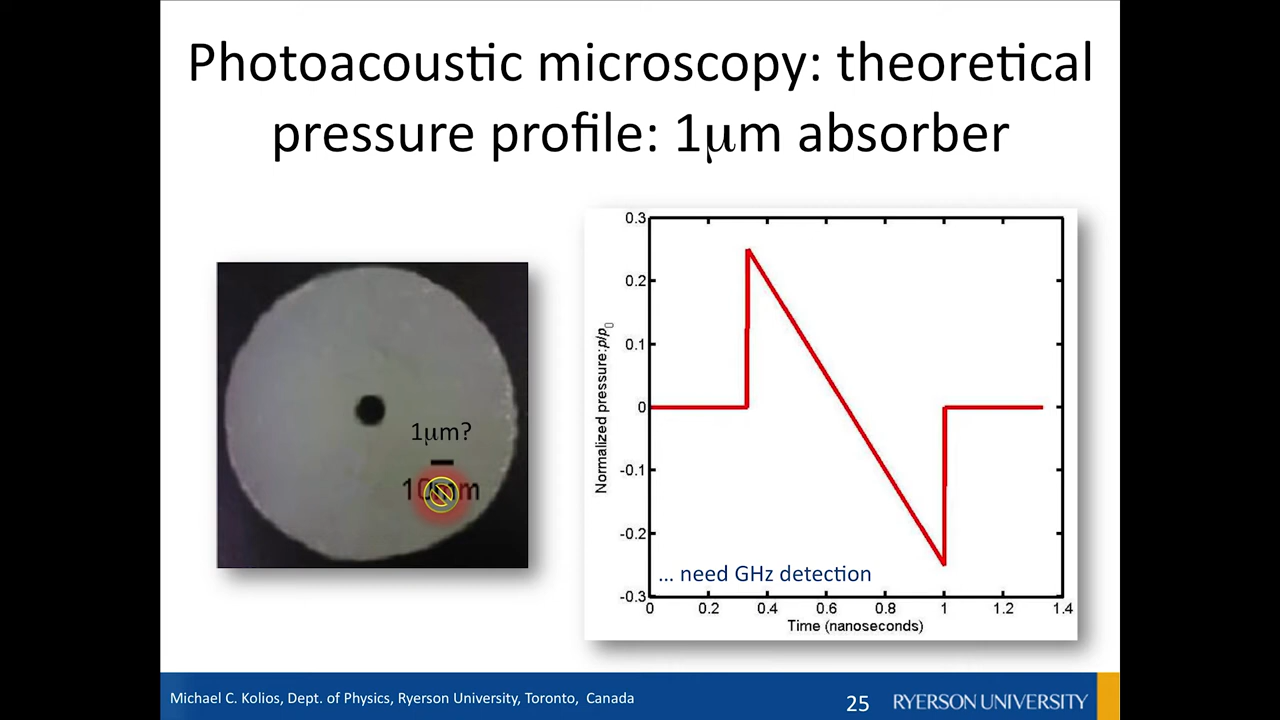 Photoacoustic microscopy: theoretical
pressure profile: 1μm absorber
1μm?
10mm
Normalized pressure: p/p0
0.3
0.2
0.1
0
-0.1
-0.2
-0.3
... need GHz detection
0 0.2 0.4 0.6 0.8 1 1.2 1.4
Time (nanoseconds)
Michael C. Kolios, Dept. of Physics, Ryerson University, Toronto, Canada
25
RYERSON UNIVERSITY